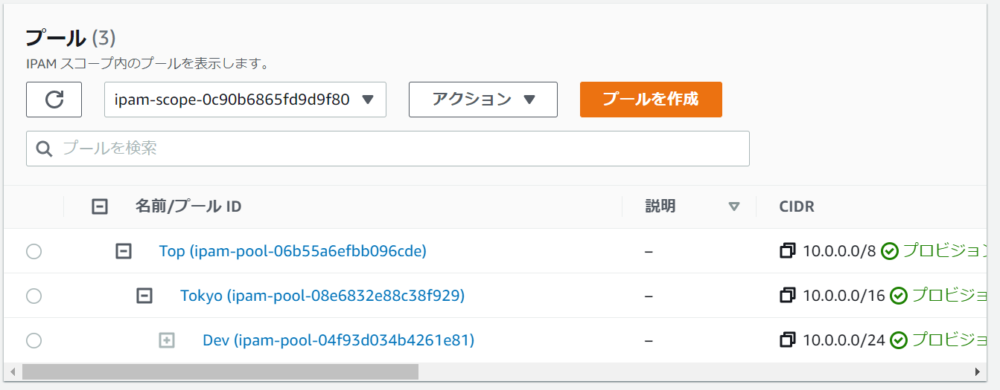 プール (3)
IPAM スコープ内のプールを表示します。
ipam-scope-0c90b6865fd9d9f80 アクション プールを作成
プールを検索
名前/プール ID 説明 CIDR
Top (ipam-pool-06b55a6efbb096cde) – 10.0.0.0/8 プロビジョン
Tokyo (ipam-pool-08e6832e88c38f929) – 10.0.0.0/16 プロビジョ
Dev (ipam-pool-04f93d034b4261e81) – 10.0.0.0/24 プロビジョ